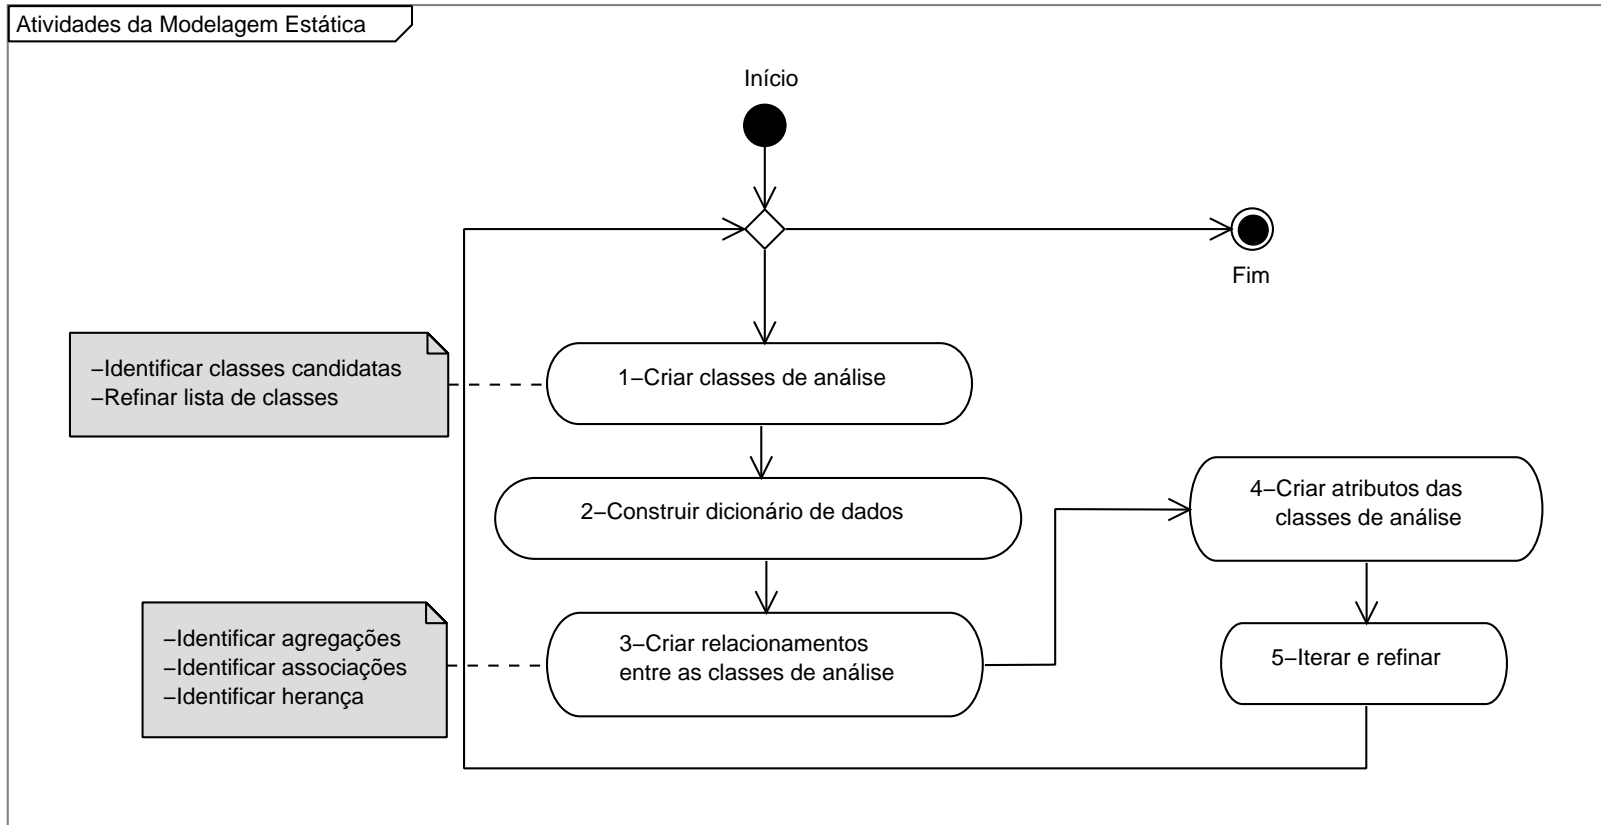 Atividades da Modelagem Estática
Início
Fim
–Identificar classes candidatas
–Refinar lista de classes
1–Criar classes de análise
2–Construir dicionário de dados
4–Criar atributos das
classes de análise
–Identificar agregações
–Identificar associações
–Identificar herança
3–Criar relacionamentos
entre as classes de análise
5–Iterar e refinar